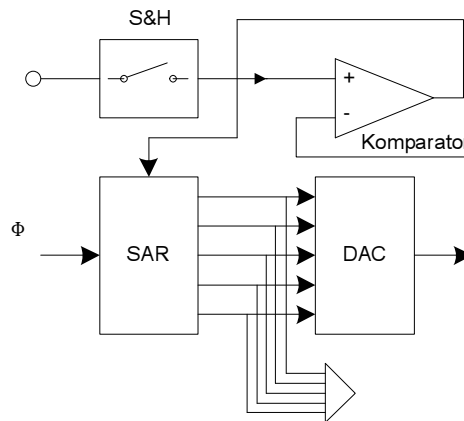 S&H
+
-
Komparator
Φ
SAR
DAC